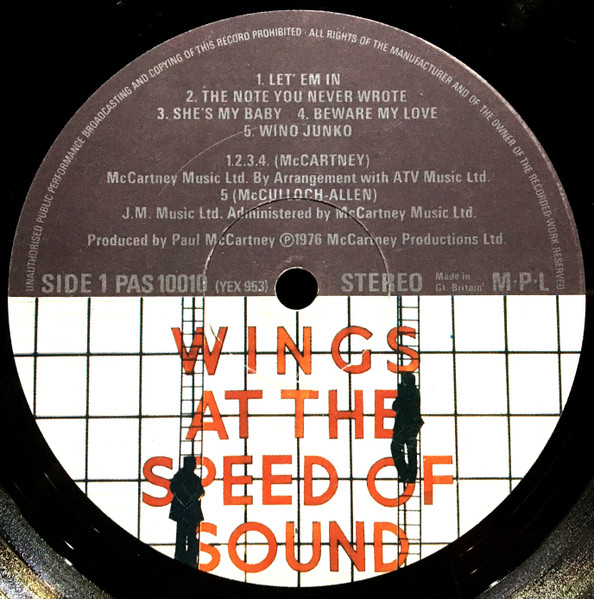 UNAUTHORISED PUBLIC PERFORMANCE BROADCASTING AND COPYING OF THIS RECORD PROHIBITED · ALL RIGHTS OF THE MANUFACTURER AND OF THE OWNER OF THE RECORDED WORK RESERVED
1. LET' EM IN
2. THE NOTE YOU NEVER WROTE
3. SHE'S MY BABY 4. BEWARE MY LOVE
5. WINO JUNKO
1.2.3.4. (McCARTNEY)
McCartney Music Ltd. By Arrangement with ATV Music Ltd.
5 (McCULLOCH-ALLEN)
J.M. Music Ltd. Administered by McCartney Music Ltd.
Produced by Paul McCartney ℗1976 McCartney Productions Ltd.
SIDE 1 PAS 10010 (YEX 953) STEREO Made in Gt. Britain' M·P·L
WINGS
AT THE
SPEED OF
SOUND